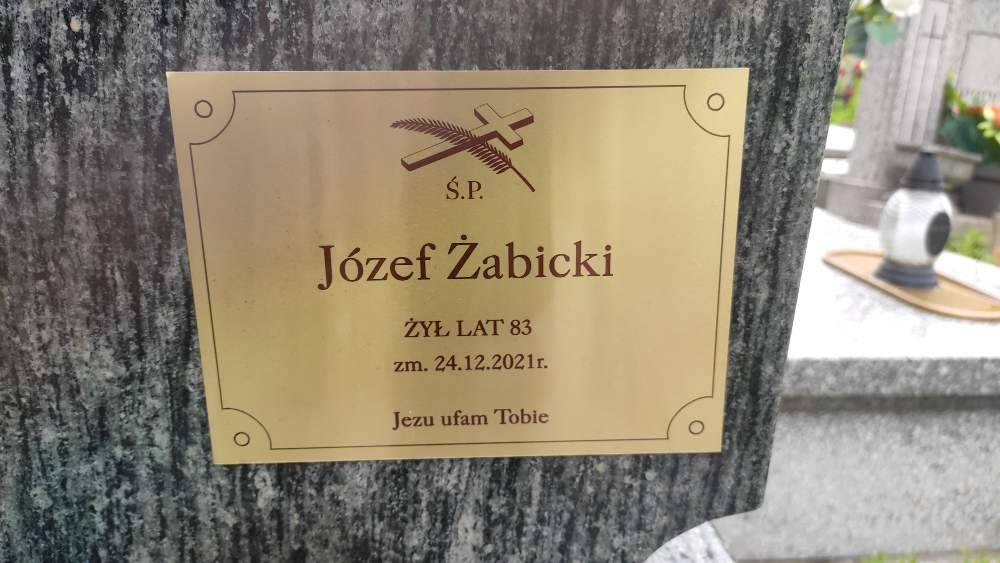 Ś.P.
Józef Żabicki
ŻYŁ LAT 83
zm. 24.12.2021r.
Jezu ufam Tobie